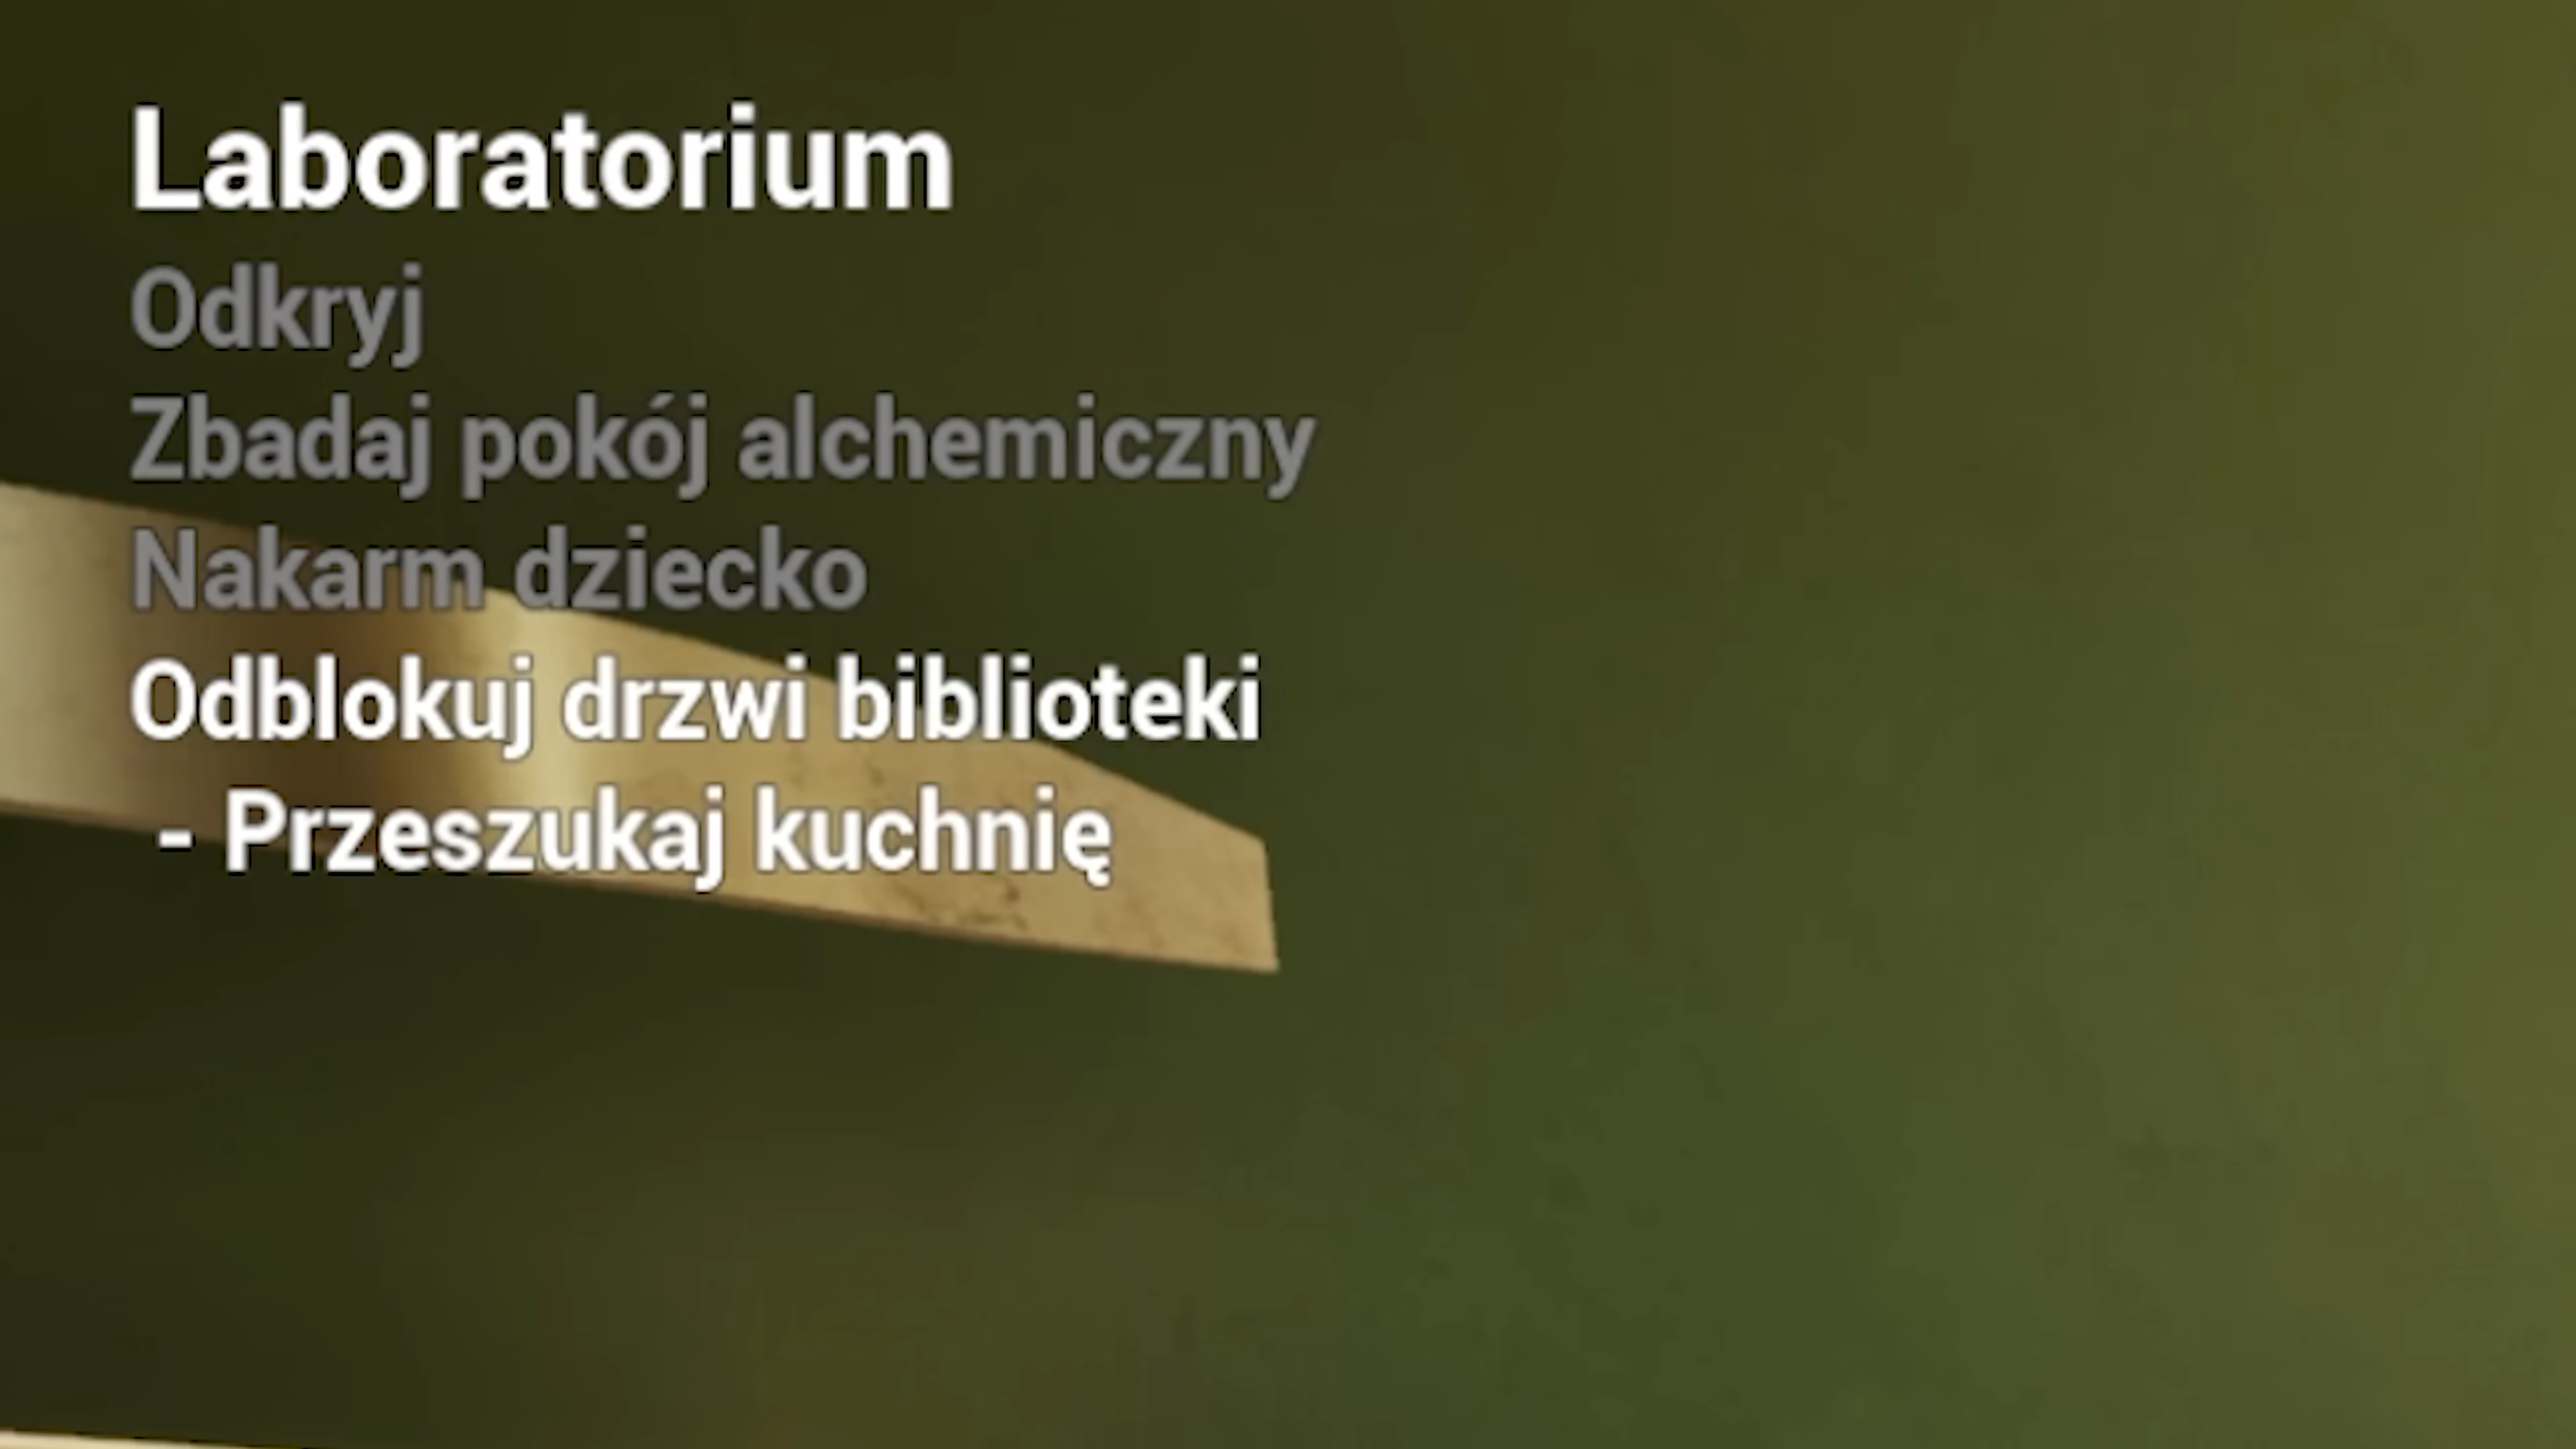 Laboratorium
Odkryj
Zbadaj pokój alchemiczny
Nakarm dziecko
Odblokuj drzwi biblioteki
- Przeszukaj kuchnię